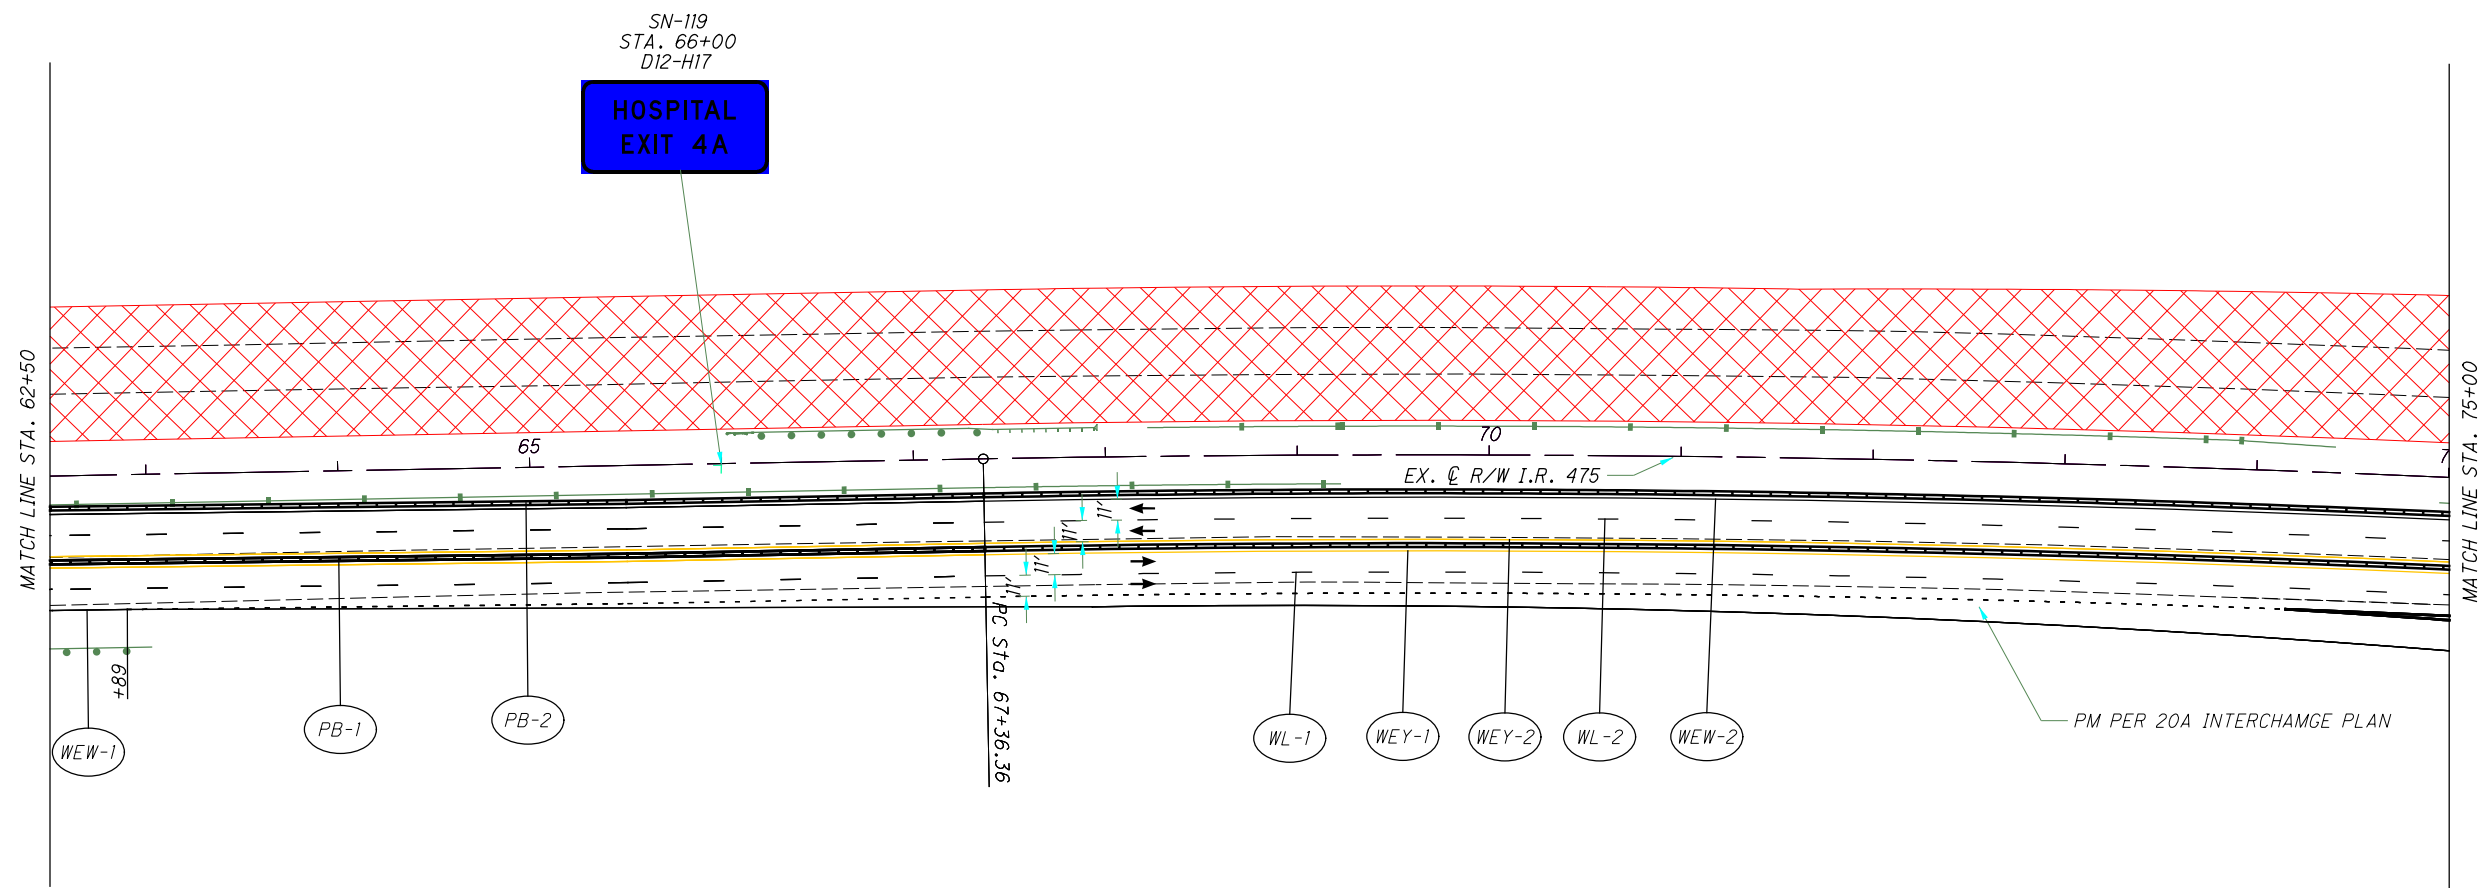 SN-119
STA. 66+00
D12-H17
HOSPITAL
EXIT 4A
MATCH LINE STA. 62+50
MATCH LINE STA. 75+00
65
70
7
EX. ℄ R/W I.R. 475
11'
11'
11'
11'
PC Sta. 67+36.36
+89
WEW-1
PB-1
PB-2
WL-1
WEY-1
WEY-2
WL-2
WEW-2
PM PER 20A INTERCHAMGE PLAN